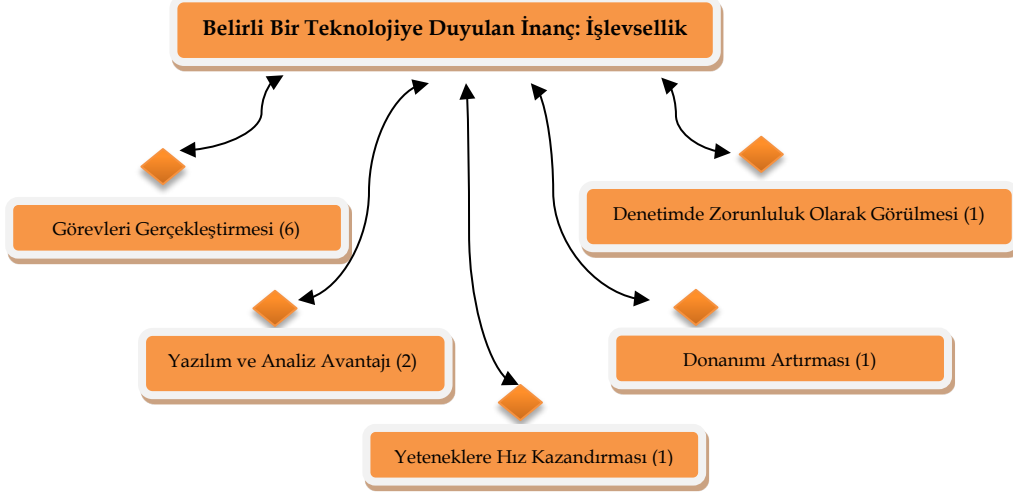 Belirli Bir Teknolojiye Duyulan İnanç: İşlevsellik
Görevleri Gerçekleştirmesi (6)
Denetimde Zorunluluk Olarak Görülmesi (1)
Yazılım ve Analiz Avantajı (2)
Donanımı Artırması (1)
Yeteneklere Hız Kazandırması (1)